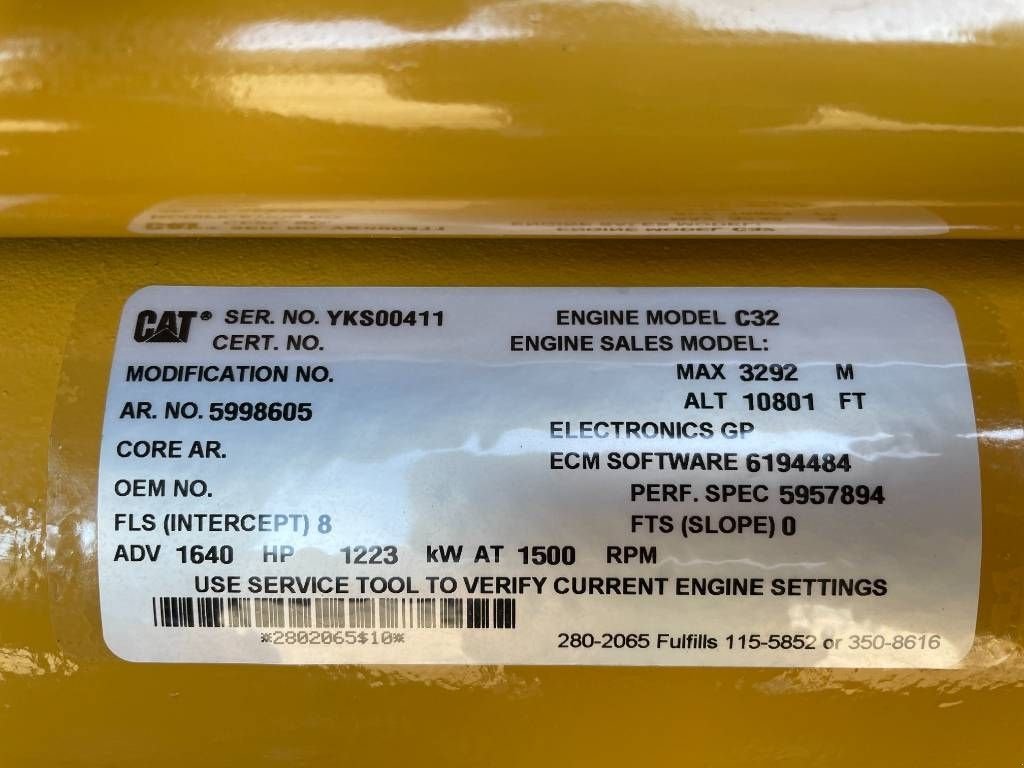 CAT® SER. NO. YKS00411 ENGINE MODEL C32
CERT. NO. ENGINE SALES MODEL:
MODIFICATION NO. MAX 3292 M
AR. NO. 5998605 ALT 10801 FT
ELECTRONICS GP
CORE AR. ECM SOFTWARE 6194484
OEM NO. PERF. SPEC 5957894
FLS (INTERCEPT) 8 FTS (SLOPE) 0
ADV 1640 HP 1223 kW AT 1500 RPM
USE SERVICE TOOL TO VERIFY CURRENT ENGINE SETTINGS
*2802065$10* 280-2065 Fulfills 115-5852 or 350-8616